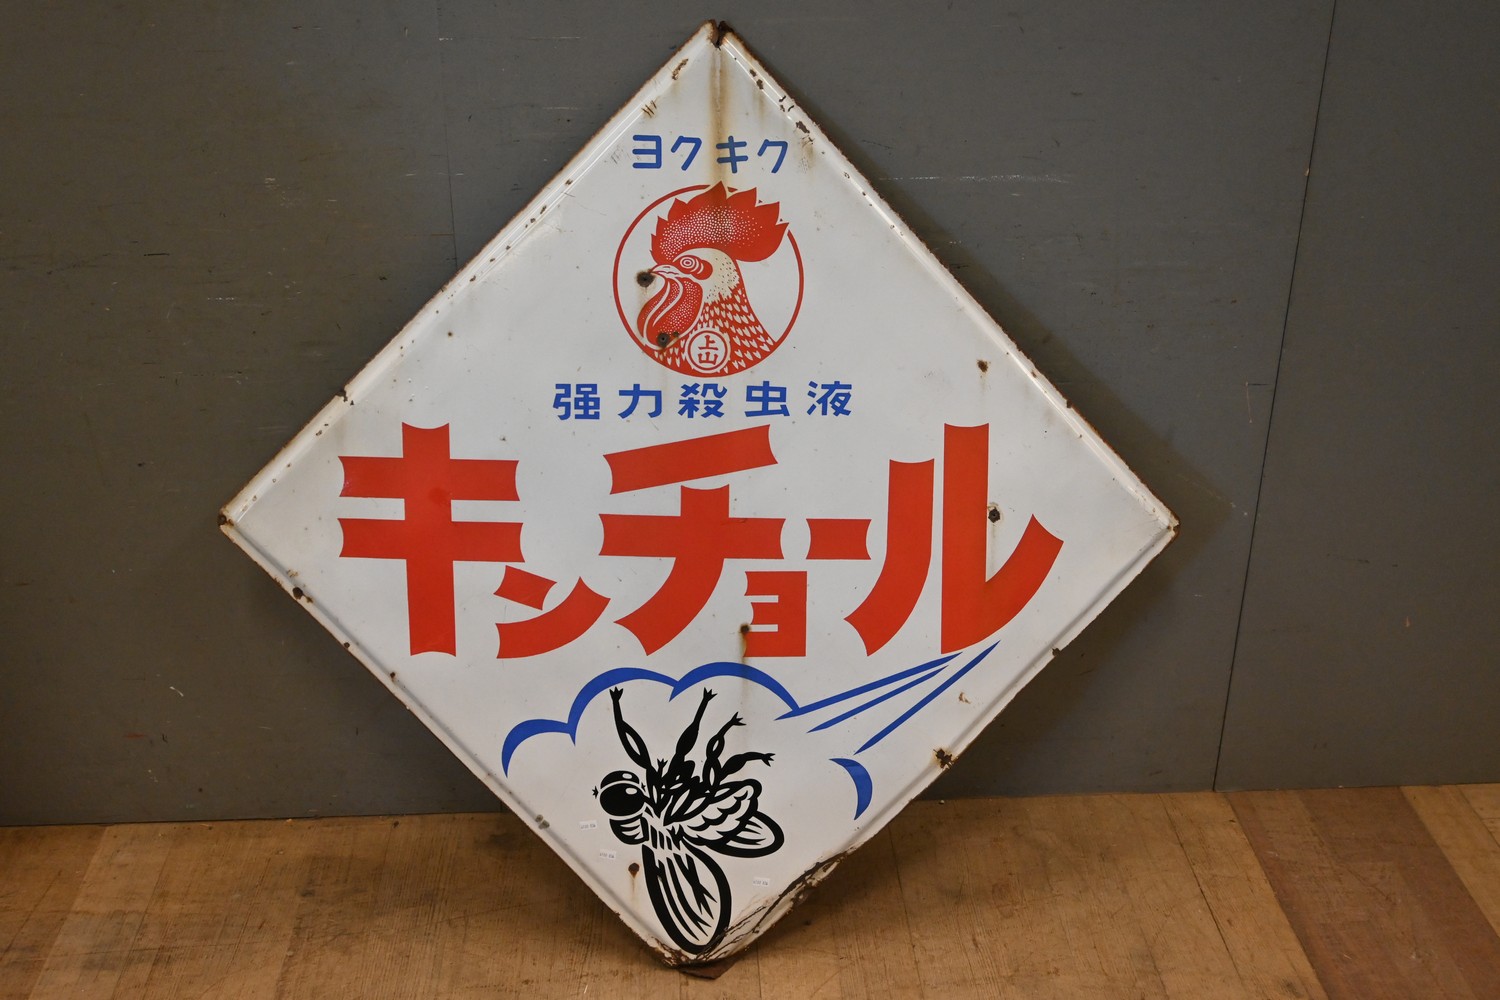 ヨクキク
上山
强力殺虫液
キンチョール